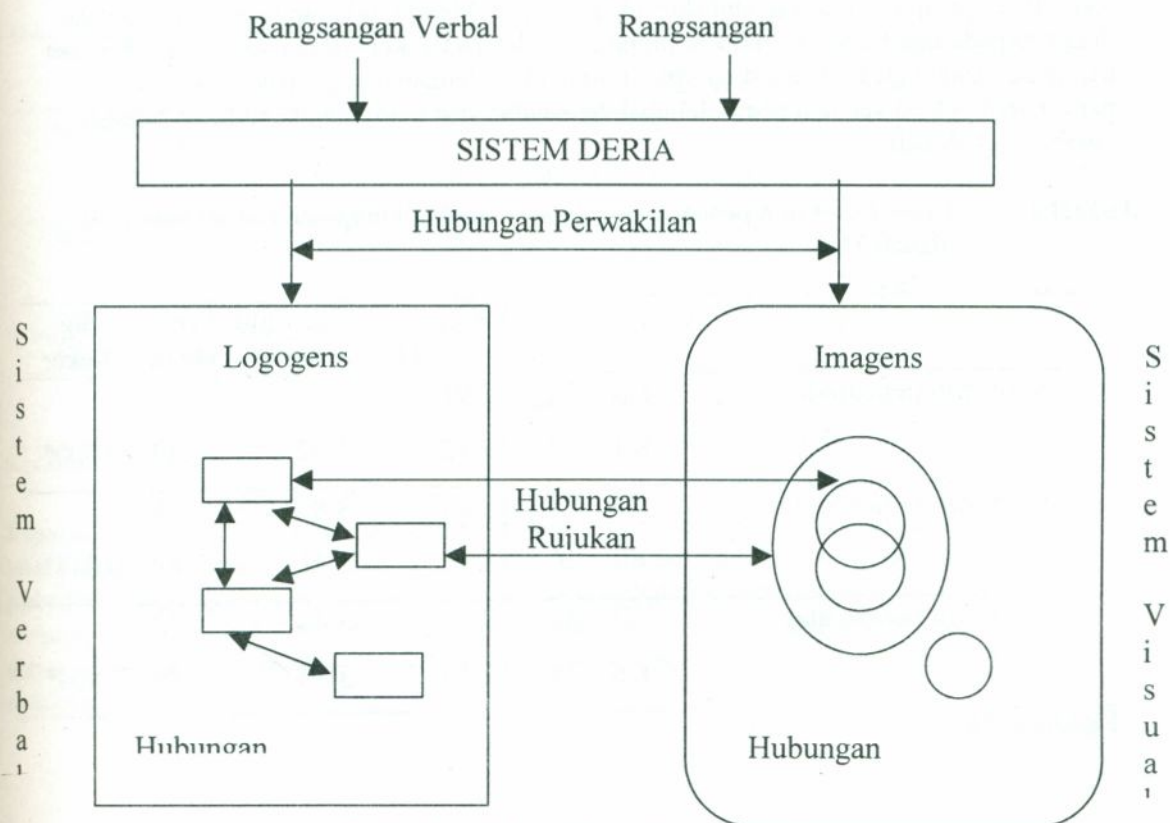 Rangsangan Verbal
Rangsangan
SISTEM DERIA
Hubungan Perwakilan
Sistem Verbal
Logogens
Imagens
Sistem Visual
Hubungan
Rujukan
Hubungan
Hubungan